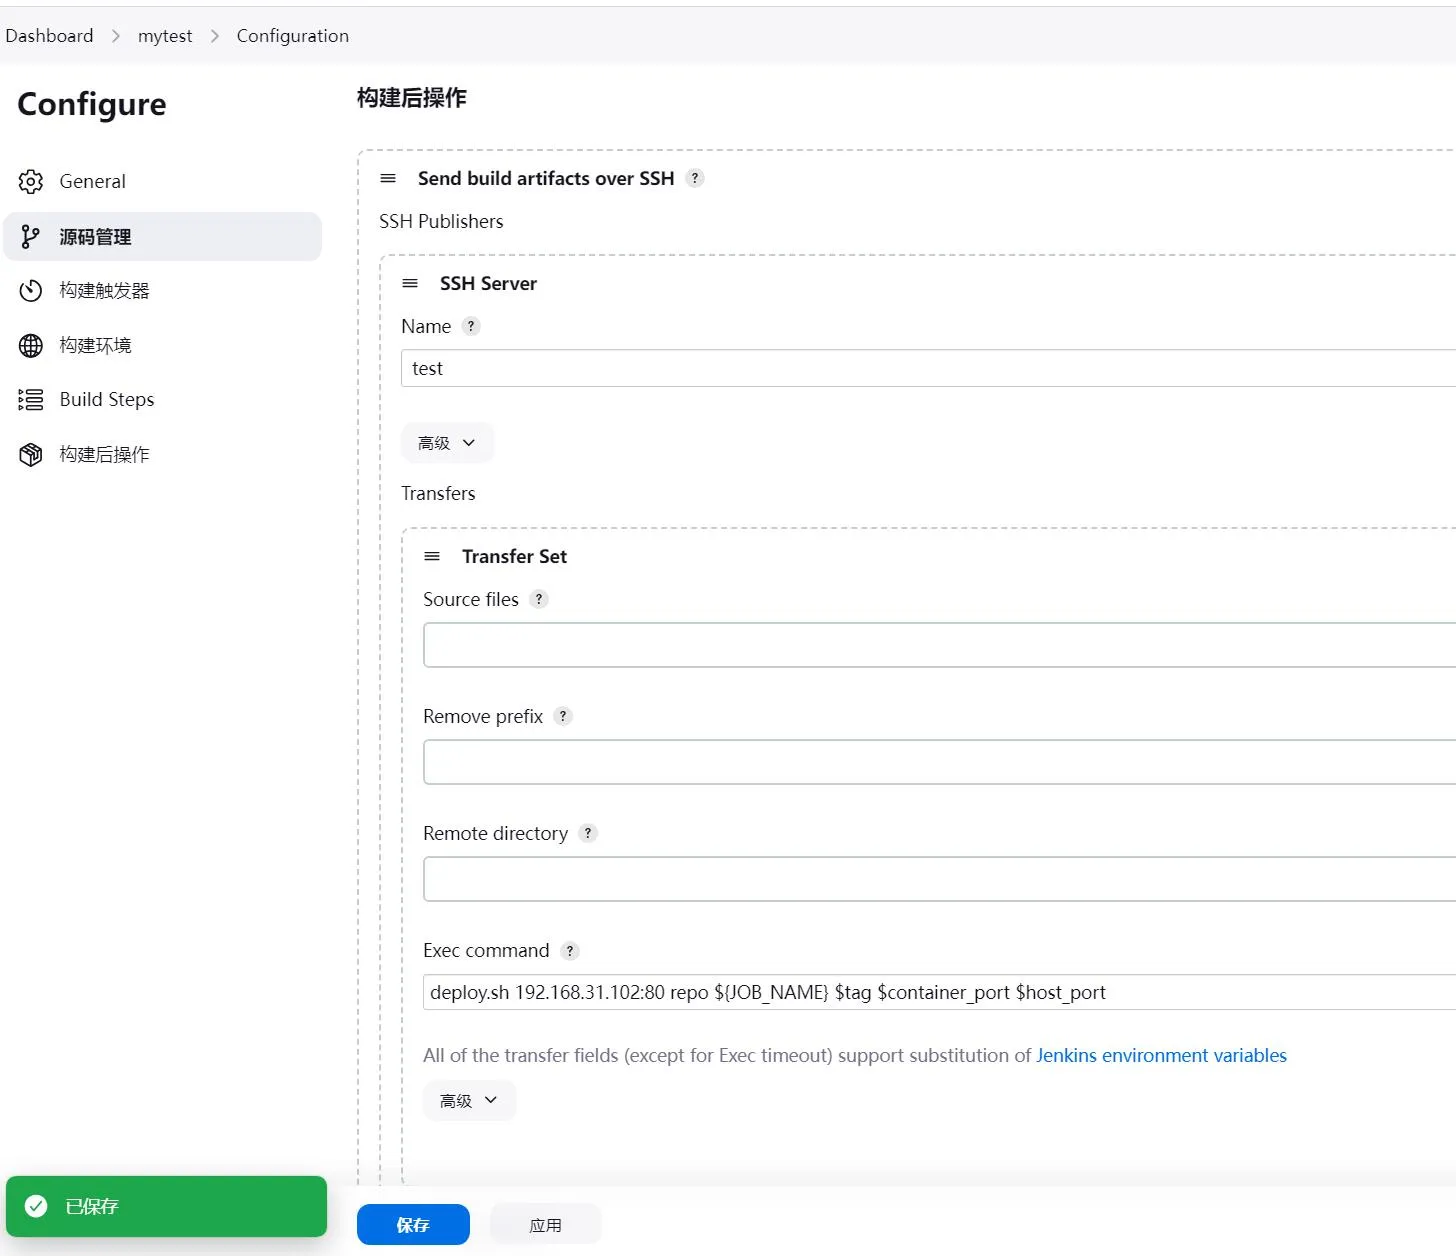 Dashboard > mytest > Configuration
Configure
General
源码管理
构建触发器
构建环境
Build Steps
构建后操作
已保存
构建后操作
Send build artifacts over SSH ?
SSH Publishers
SSH Server
Name ?
test
高级
Transfers
Transfer Set
Source files ?
Remove prefix ?
Remote directory ?
Exec command ?
deploy.sh 192.168.31.102:80 repo ${JOB_NAME} $tag $container_port $host_port
All of the transfer fields (except for Exec timeout) support substitution of Jenkins environment variables
高级
保存 应用